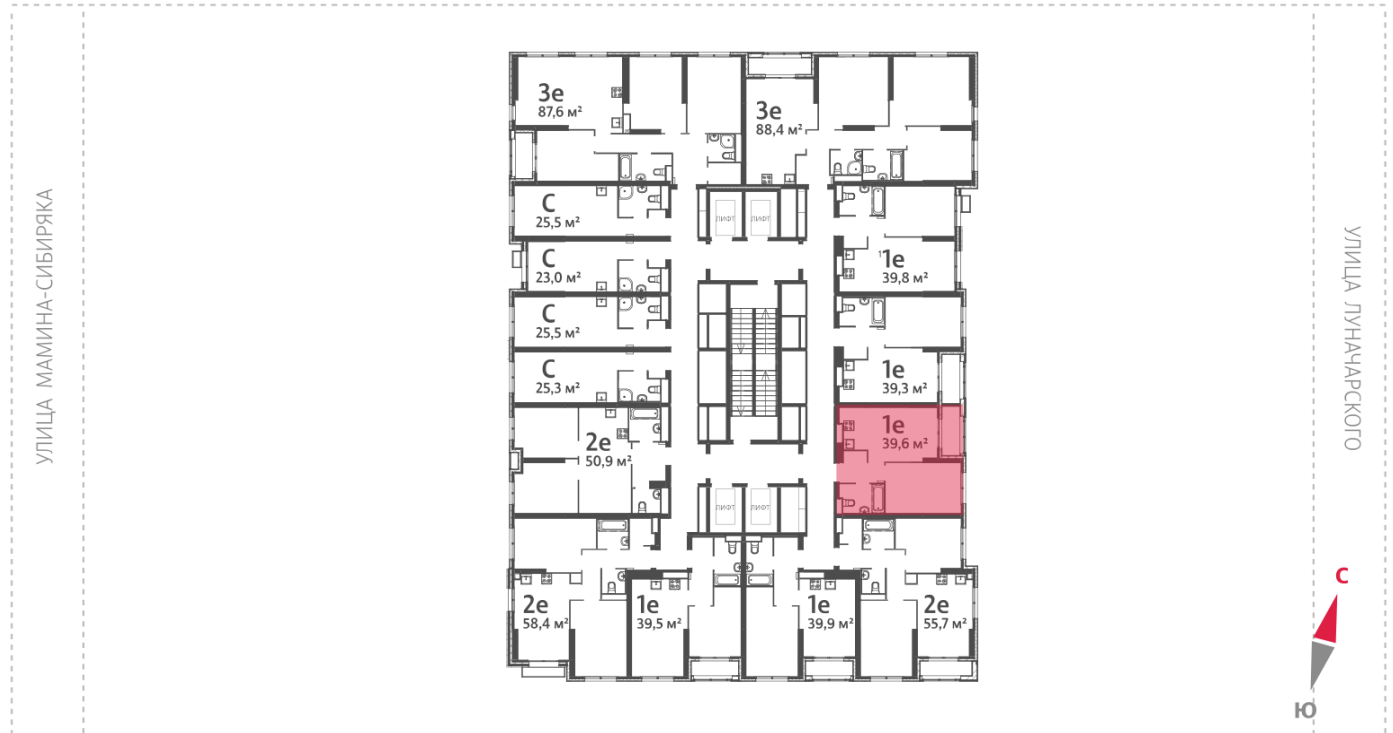 УЛИЦА МАМИНА-СИБИРЯКА
3е
87,6 м²
3е
88,4 м²
С
25,5 м²
ЛИФТ
ЛИФТ
С
23,0 м²
1
1е
39,8 м²
С
25,5 м²
С
25,3 м²
1е
39,3 м²
2е
50,9 м²
1е
39,6 м²
ЛИФТ
ЛИФТ
2е
58,4 м²
1е
39,5 м²
1е
39,9 м²
2е
55,7 м²
УЛИЦА ЛУНАЧАРСКОГО
С
Ю